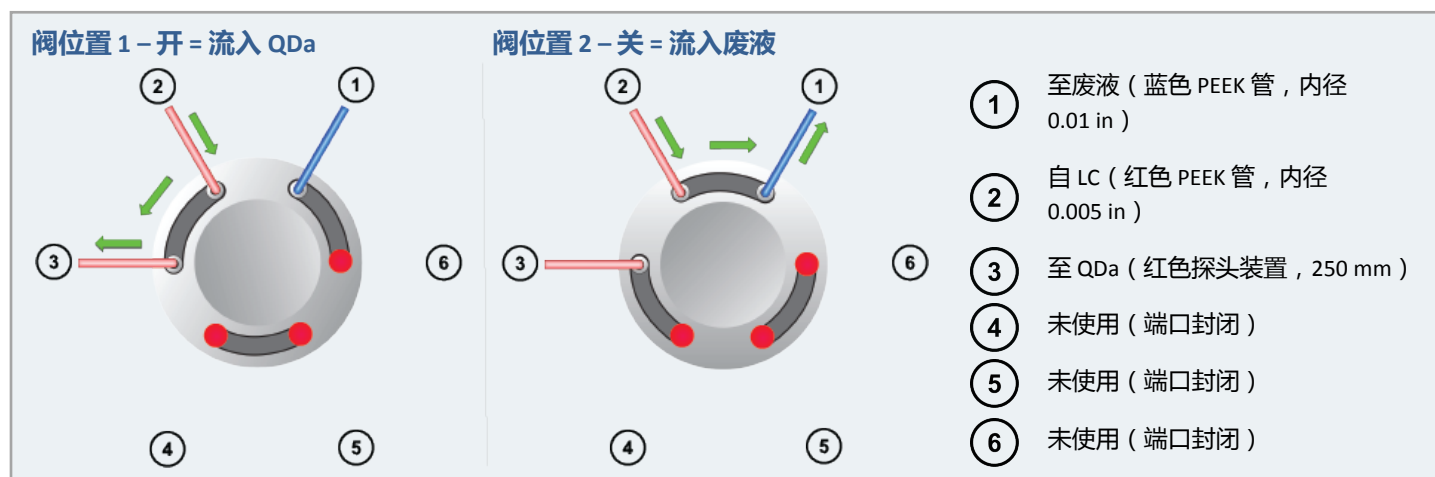 阀位置 1 – 开 = 流入 QDa
2
1
3
6
4
5
阀位置 2 – 关 = 流入废液
2
1
3
6
4
5
1
至废液（蓝色 PEEK 管，内径
0.01 in）
2
自 LC（红色 PEEK 管，内径
0.005 in）
3
至 QDa（红色探头装置，250 mm）
4
未使用（端口封闭）
5
未使用（端口封闭）
6
未使用（端口封闭）